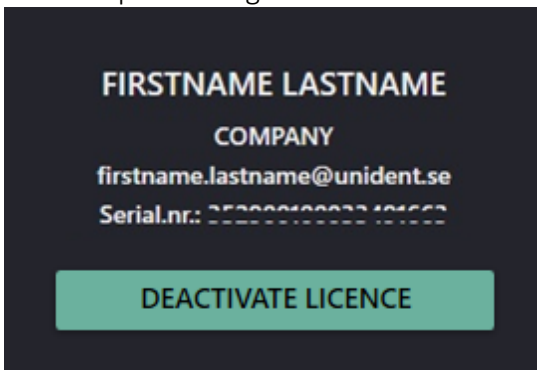 FIRSTNAME LASTNAME
COMPANY
firstname.lastname@unident.se
Serial.nr.:
DEACTIVATE LICENCE